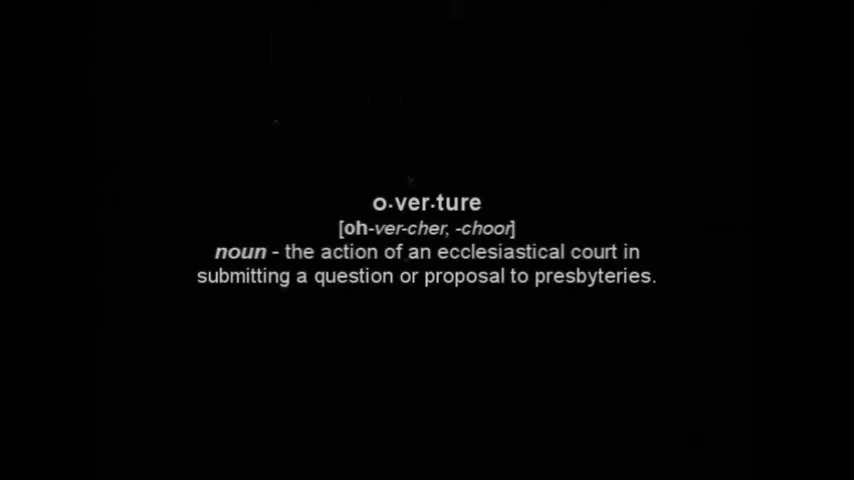 o·ver·ture
[oh-ver-cher, -choor]
noun - the action of an ecclesiastical court in
submitting a question or proposal to presbyteries.